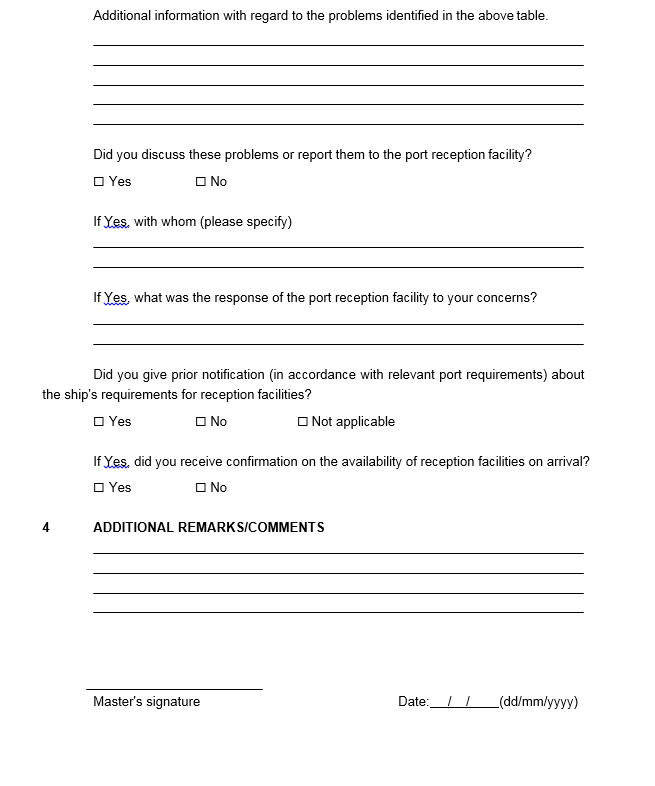 Additional information with regard to the problems identified in the above table.
Did you discuss these problems or report them to the port reception facility?
☐ Yes ☐ No
If Yes, with whom (please specify)
If Yes, what was the response of the port reception facility to your concerns?
Did you give prior notification (in accordance with relevant port requirements) about
the ship's requirements for reception facilities?
☐ Yes ☐ No ☐ Not applicable
If Yes, did you receive confirmation on the availability of reception facilities on arrival?
☐ Yes ☐ No
4 ADDITIONAL REMARKS/COMMENTS
Master's signature Date:__/__/____(dd/mm/yyyy)